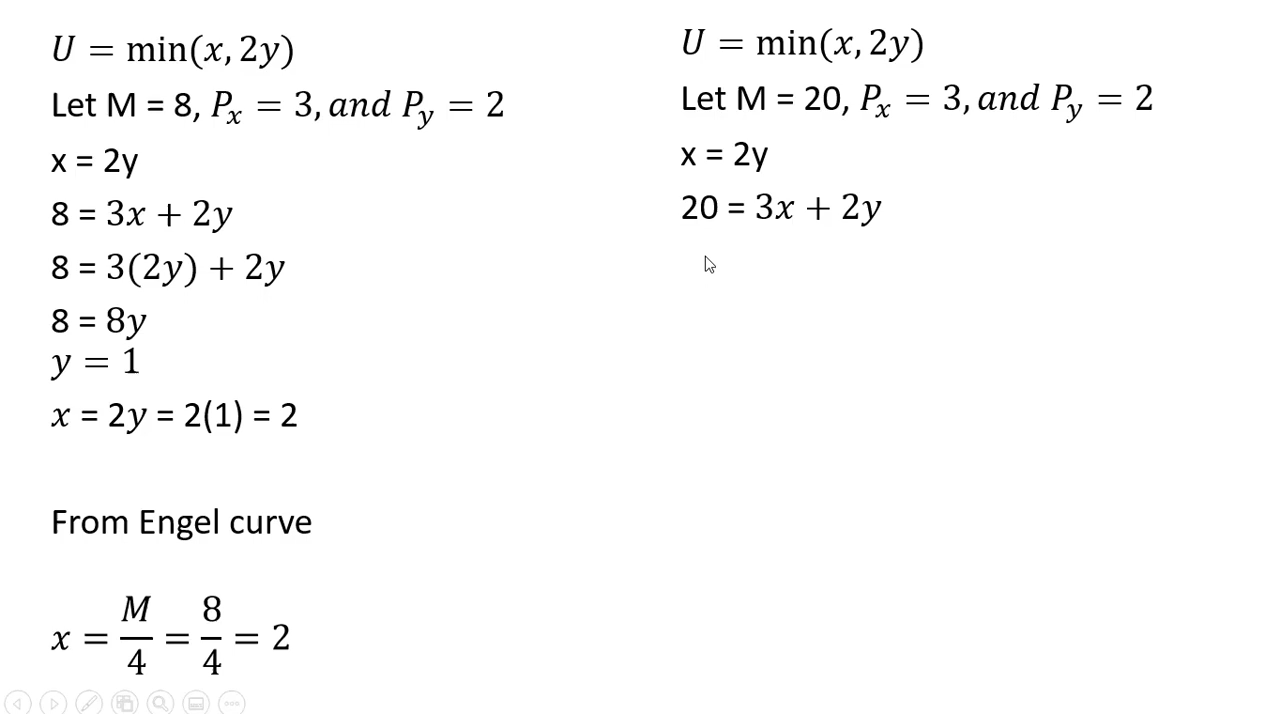 U = min(x, 2y)
Let M = 8, Pₓ = 3, and P_y = 2
x = 2y
8 = 3x + 2y
8 = 3(2y) + 2y
8 = 8y
y = 1
x = 2y = 2(1) = 2
From Engel curve
x = M/4 = 8/4 = 2
U = min(x, 2y)
Let M = 20, Pₓ = 3, and P_y = 2
x = 2y
20 = 3x + 2y